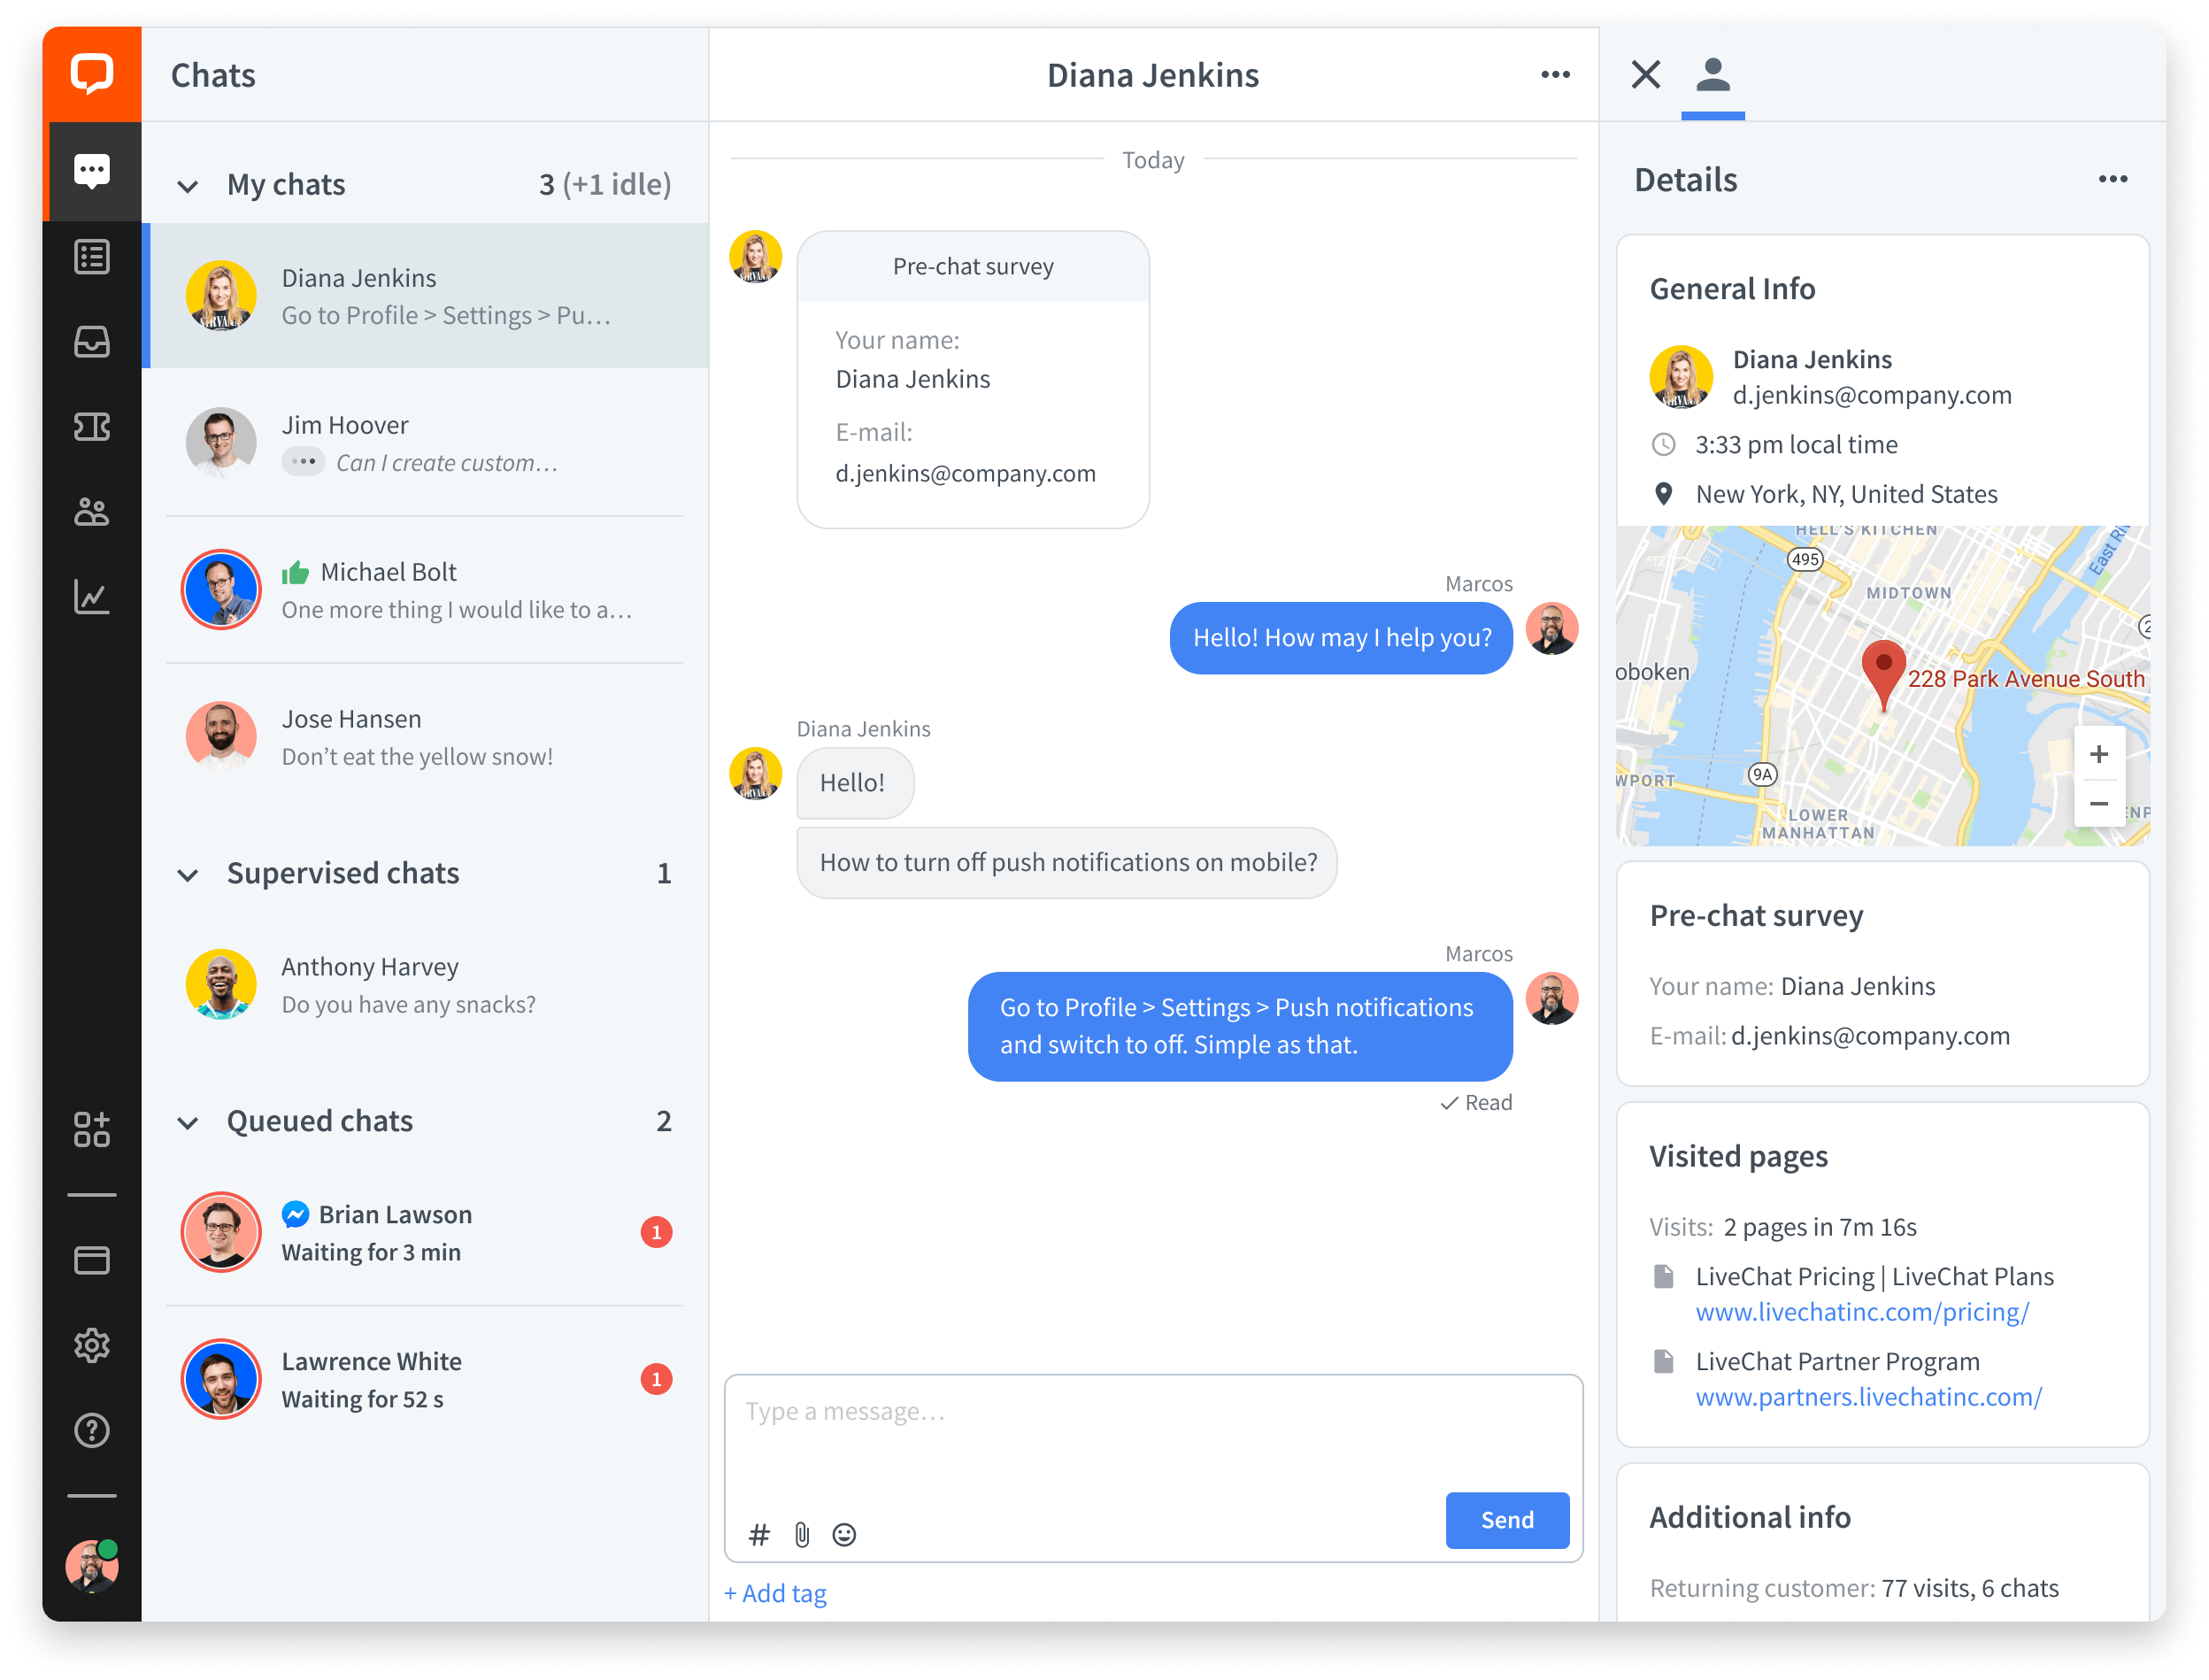 Chats
My chats
3 (+1 idle)
Diana Jenkins
Go to Profile > Settings > Pu…
Jim Hoover
Can I create custom…
Michael Bolt
One more thing I would like to a…
Jose Hansen
Don’t eat the yellow snow!
Supervised chats
1
Anthony Harvey
Do you have any snacks?
Queued chats
2
Brian Lawson
Waiting for 3 min
1
Lawrence White
Waiting for 52 s
1
Diana Jenkins
Today
Pre-chat survey
Your name:
Diana Jenkins
E-mail:
d.jenkins@company.com
Marcos
Hello! How may I help you?
Diana Jenkins
Hello!
How to turn off push notifications on mobile?
Marcos
Go to Profile > Settings > Push notifications
and switch to off. Simple as that.
Read
Type a message…
Send
+ Add tag
Details
General Info
Diana Jenkins
d.jenkins@company.com
3:33 pm local time
New York, NY, United States
HELL'S KITCHEN
495
East Ri
MIDTOWN
2
oboken
228 Park Avenue South
WPORT
9A
LOWER
MANHATTAN
ENP
Pre-chat survey
Your name: Diana Jenkins
E-mail: d.jenkins@company.com
Visited pages
Visits: 2 pages in 7m 16s
LiveChat Pricing | LiveChat Plans
www.livechatinc.com/pricing/
LiveChat Partner Program
www.partners.livechatinc.com/
Additional info
Returning customer: 77 visits, 6 chats